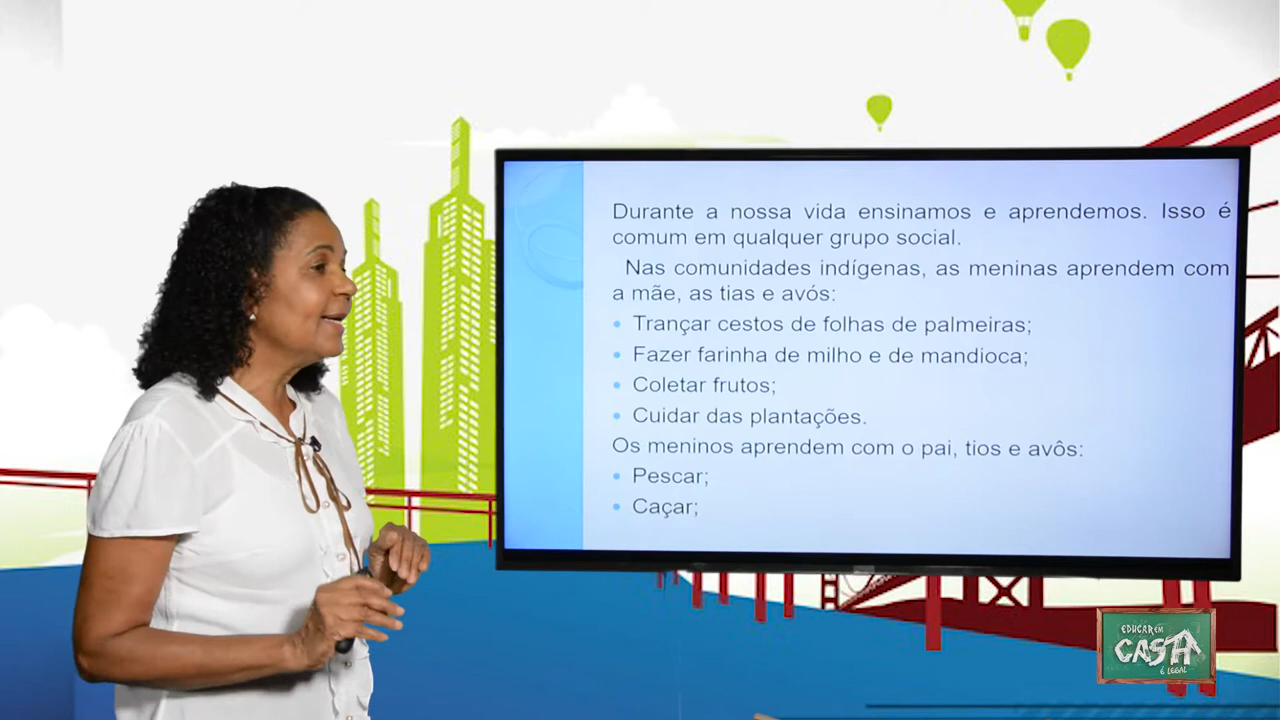 Durante a nossa vida ensinamos e aprendemos. Isso é
comum em qualquer grupo social.
Nas comunidades indígenas, as meninas aprendem com
a mãe, as tias e avós:
• Trançar cestos de folhas de palmeiras;
• Fazer farinha de milho e de mandioca;
• Coletar frutos;
• Cuidar das plantações.
Os meninos aprendem com o pai, tios e avôs:
• Pescar;
• Caçar;
EDUCAR EM
CASA
É LEGAL